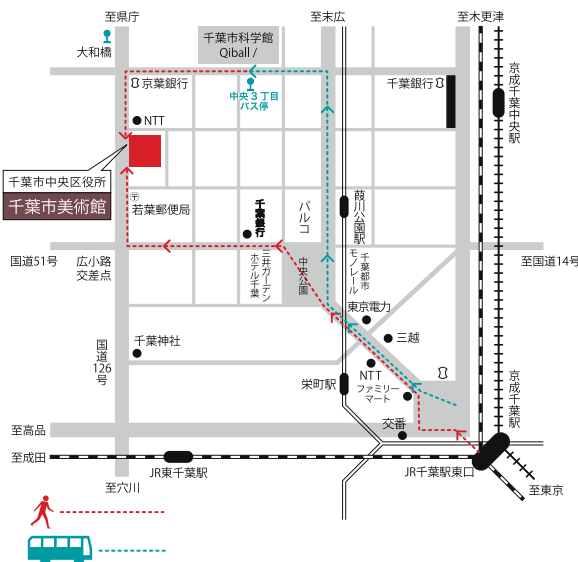 至県庁
至末広
至木更津
大和橋
千葉市科学館
Qiball /
京葉銀行
中央3丁目
バス停
千葉銀行
京成千葉中央駅
NTT
千葉市中央区役所
千葉市美術館
若葉郵便局
千葉銀行
パルコ
葭川公園駅
国道51号
広小路
交差点
三井ガーデン
ホテル千葉
中央公園
千葉都市
モノレール
至国道14号
東京電力
三越
千葉神社
国道126号
NTT
ファミリー
マート
栄町駅
京成千葉駅
至高品
交番
至成田
JR東千葉駅
JR千葉駅東口
至穴川
至東京